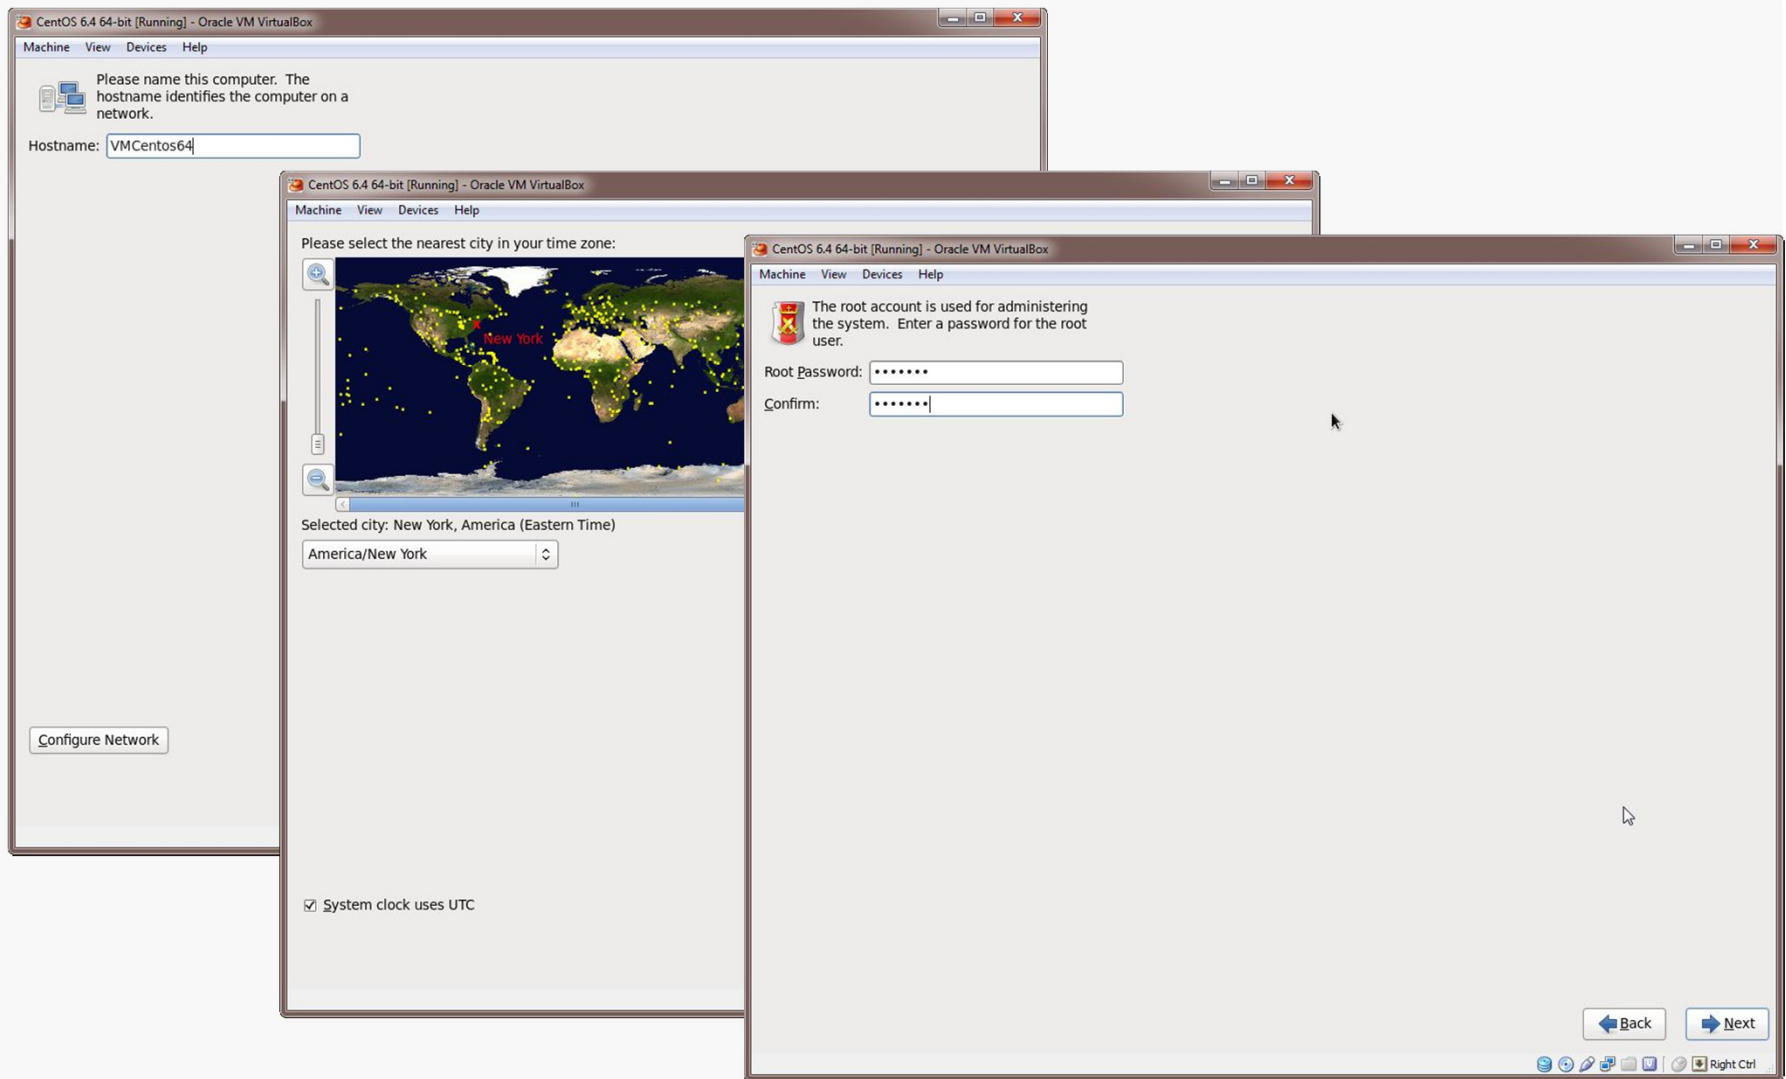 CentOS 6.4 64-bit [Running] - Oracle VM VirtualBox
Machine View Devices Help
Please name this computer. The
hostname identifies the computer on a
network.
Hostname: VMCentos64
Configure Network
CentOS 6.4 64-bit [Running] - Oracle VM VirtualBox
Machine View Devices Help
Please select the nearest city in your time zone:
New York
Selected city: New York, America (Eastern Time)
America/New York
System clock uses UTC
CentOS 6.4 64-bit [Running] - Oracle VM VirtualBox
Machine View Devices Help
The root account is used for administering
the system. Enter a password for the root
user.
Root Password: •••••••
Confirm: •••••••
Back Next
Right Ctrl